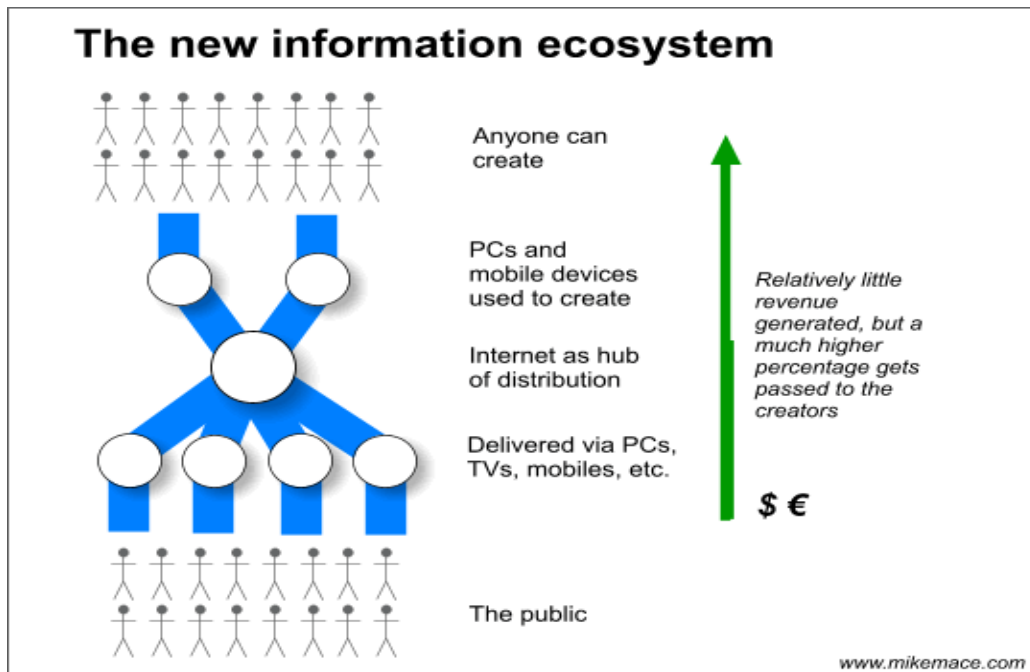 The new information ecosystem
Anyone can
create
PCs and
mobile devices
used to create
Relatively little
revenue
generated, but a
much higher
percentage gets
passed to the
creators
Internet as hub
of distribution
Delivered via PCs,
TVs, mobiles, etc.
$ €
The public
www.mikemace.com